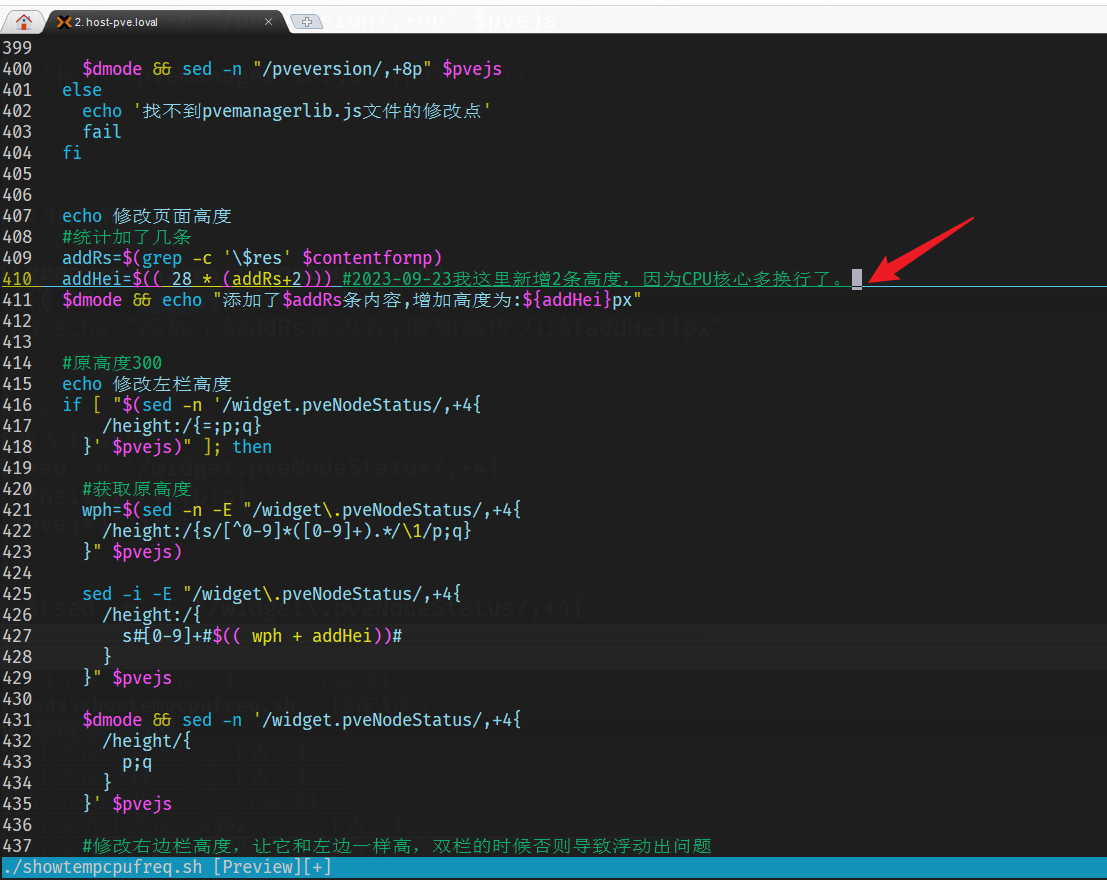 2. host-pve.loval
399
400 $dmode && sed -n "/pveversion/,+8p" $pvejs
401 else
402 echo '找不到pvemanagerlib.js文件的修改点'
403 fail
404 fi
405
406
407 echo 修改页面高度
408 #统计加了几条
409 addRs=$(grep -c '\$res' $contentfornp)
410 addHei=$(( 28 * (addRs+2))) #2023-09-23我这里新增2条高度，因为CPU核心多换行了。
411 $dmode && echo "添加了$addRs条内容,增加高度为:${addHei}px"
412
413
414 #原高度300
415 echo 修改左栏高度
416 if [ "$(sed -n '/widget.pveNodeStatus/,+4{
417 /height:/{=;p;q}
418 }' $pvejs)" ]; then
419
420 #获取原高度
421 wph=$(sed -n -E "/widget\.pveNodeStatus/,+4{
422 /height:/{s/[^0-9]*([0-9]+).*/\1/p;q}
423 }" $pvejs)
424
425 sed -i -E "/widget\.pveNodeStatus/,+4{
426 /height:/{
427 s#[0-9]+#$(( wph + addHei))#
428 }
429 }" $pvejs
430
431 $dmode && sed -n '/widget.pveNodeStatus/,+4{
432 /height/{
433 p;q
434 }
435 }' $pvejs
436
437 #修改右边栏高度，让它和左边一样高，双栏的时候否则导致浮动出问题
./showtempcpufreq.sh [Preview][+]